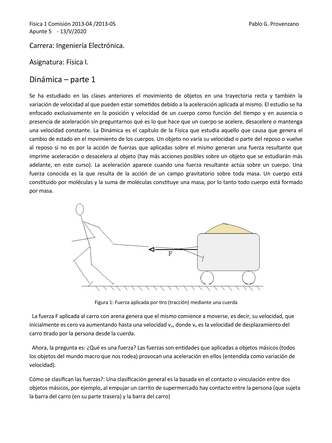 Física 1 Comisión 2013-04 /2013-05 Pablo G. Provenzano
Apunte 5 - 13/V/2020
Carrera: Ingeniería Electrónica.
Asignatura: Física I.
Dinámica – parte 1
Se ha estudiado en las clases anteriores el movimiento de objetos en una trayectoria recta y también la
variación de velocidad al que pueden estar sometidos debido a la aceleración aplicada al mismo. El estudio se ha
enfocado exclusivamente en la posición y velocidad de un cuerpo como función del tiempo y en ausencia o
presencia de aceleración sin preguntarnos qué es lo que hace que un cuerpo se acelere, desacelere o mantenga
una velocidad constante. La Dinámica es el capítulo de la Física que estudia aquello que causa que genera el
cambio de estado en el movimiento de los cuerpos. Un objeto no varía su velocidad o parte del reposo o vuelve
al reposo si no es por la acción de fuerzas que aplicadas sobre el mismo generan una fuerza resultante que
imprime aceleración o desacelera al objeto (hay más acciones posibles sobre un objeto que se estudiarán más
adelante, en este curso). La aceleración aparece cuando una fuerza resultante actúa sobre un cuerpo. Una
fuerza conocida es la que resulta de la acción de un campo gravitatorio sobre toda masa. Un cuerpo está
constituido por moléculas y la suma de moléculas constituye una masa, por lo tanto todo cuerpo está formado
por masa.
F
Figura 1: Fuerza aplicada por tiro (tracción) mediante una cuerda
La fuerza F aplicada al carro con arena genera que el mismo comience a moverse, es decir, su velocidad, que
inicialmente es cero va aumentando hasta una velocidad vₓ, donde vₓ es la velocidad de desplazamiento del
carro tirado por la persona desde la cuerda.
Ahora, la pregunta es: ¿Qué es una fuerza? Las fuerzas son entidades que aplicadas a objetos másicos (todos
los objetos del mundo macro que nos rodea) provocan una aceleración en ellos (entendida como variación de
velocidad).
Cómo se clasifican las fuerzas?: Una clasificación general es la basada en el contacto o vinculación entre dos
objetos másicos, por ejemplo, al empujar un carrito de supermercado hay contacto entre la persona (que sujeta
la barra del carro (en su parte trasera) y la barra del carro)